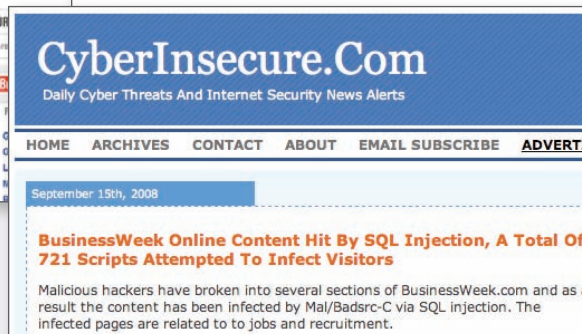 CyberInsecure.Com
Daily Cyber Threats And Internet Security News Alerts
HOME ARCHIVES CONTACT ABOUT EMAIL SUBSCRIBE ADVERTI
September 15th, 2008
BusinessWeek Online Content Hit By SQL Injection, A Total Of
721 Scripts Attempted To Infect Visitors
Malicious hackers have broken into several sections of BusinessWeek.com and as a
result the content has been infected by Mal/Badsrc-C via SQL injection. The
infected pages are related to to jobs and recruitment.